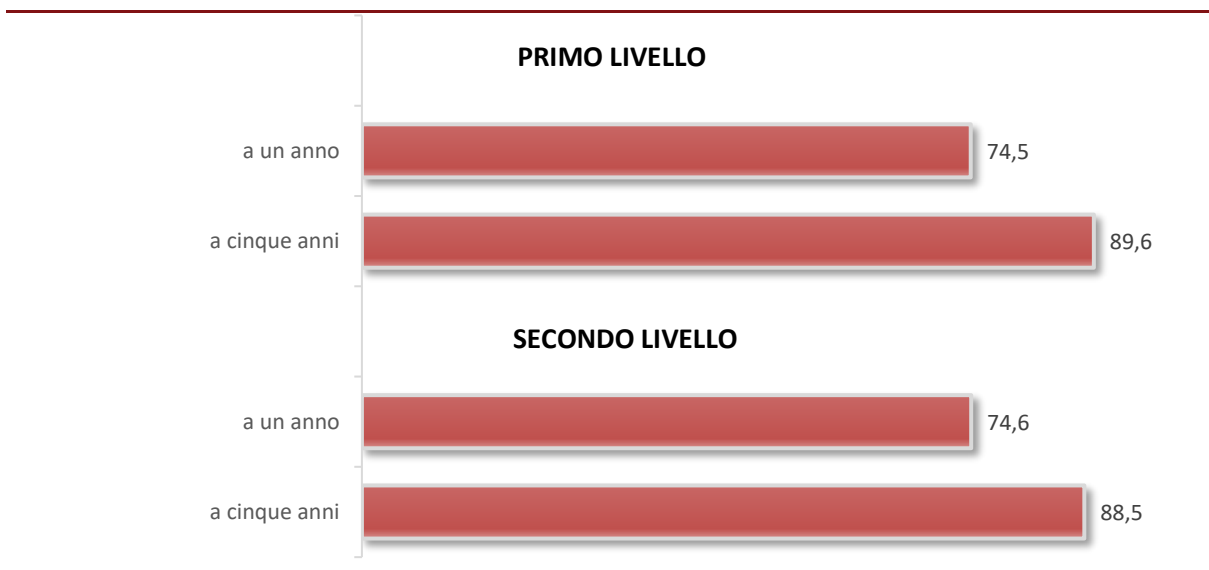 PRIMO LIVELLO
a un anno 74,5
a cinque anni 89,6
SECONDO LIVELLO
a un anno 74,6
a cinque anni 88,5